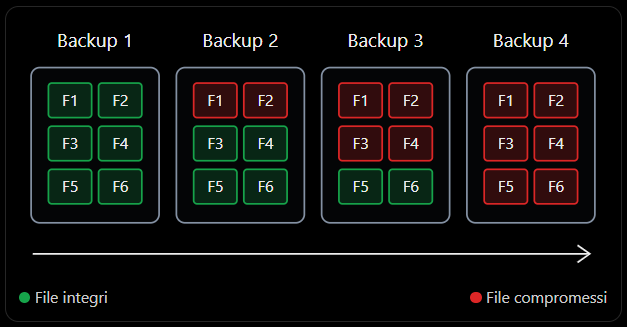 Backup 1 Backup 2 Backup 3 Backup 4
F1 F2 F1 F2 F1 F2 F1 F2
F3 F4 F3 F4 F3 F4 F3 F4
F5 F6 F5 F6 F5 F6 F5 F6
File integri File compromessi